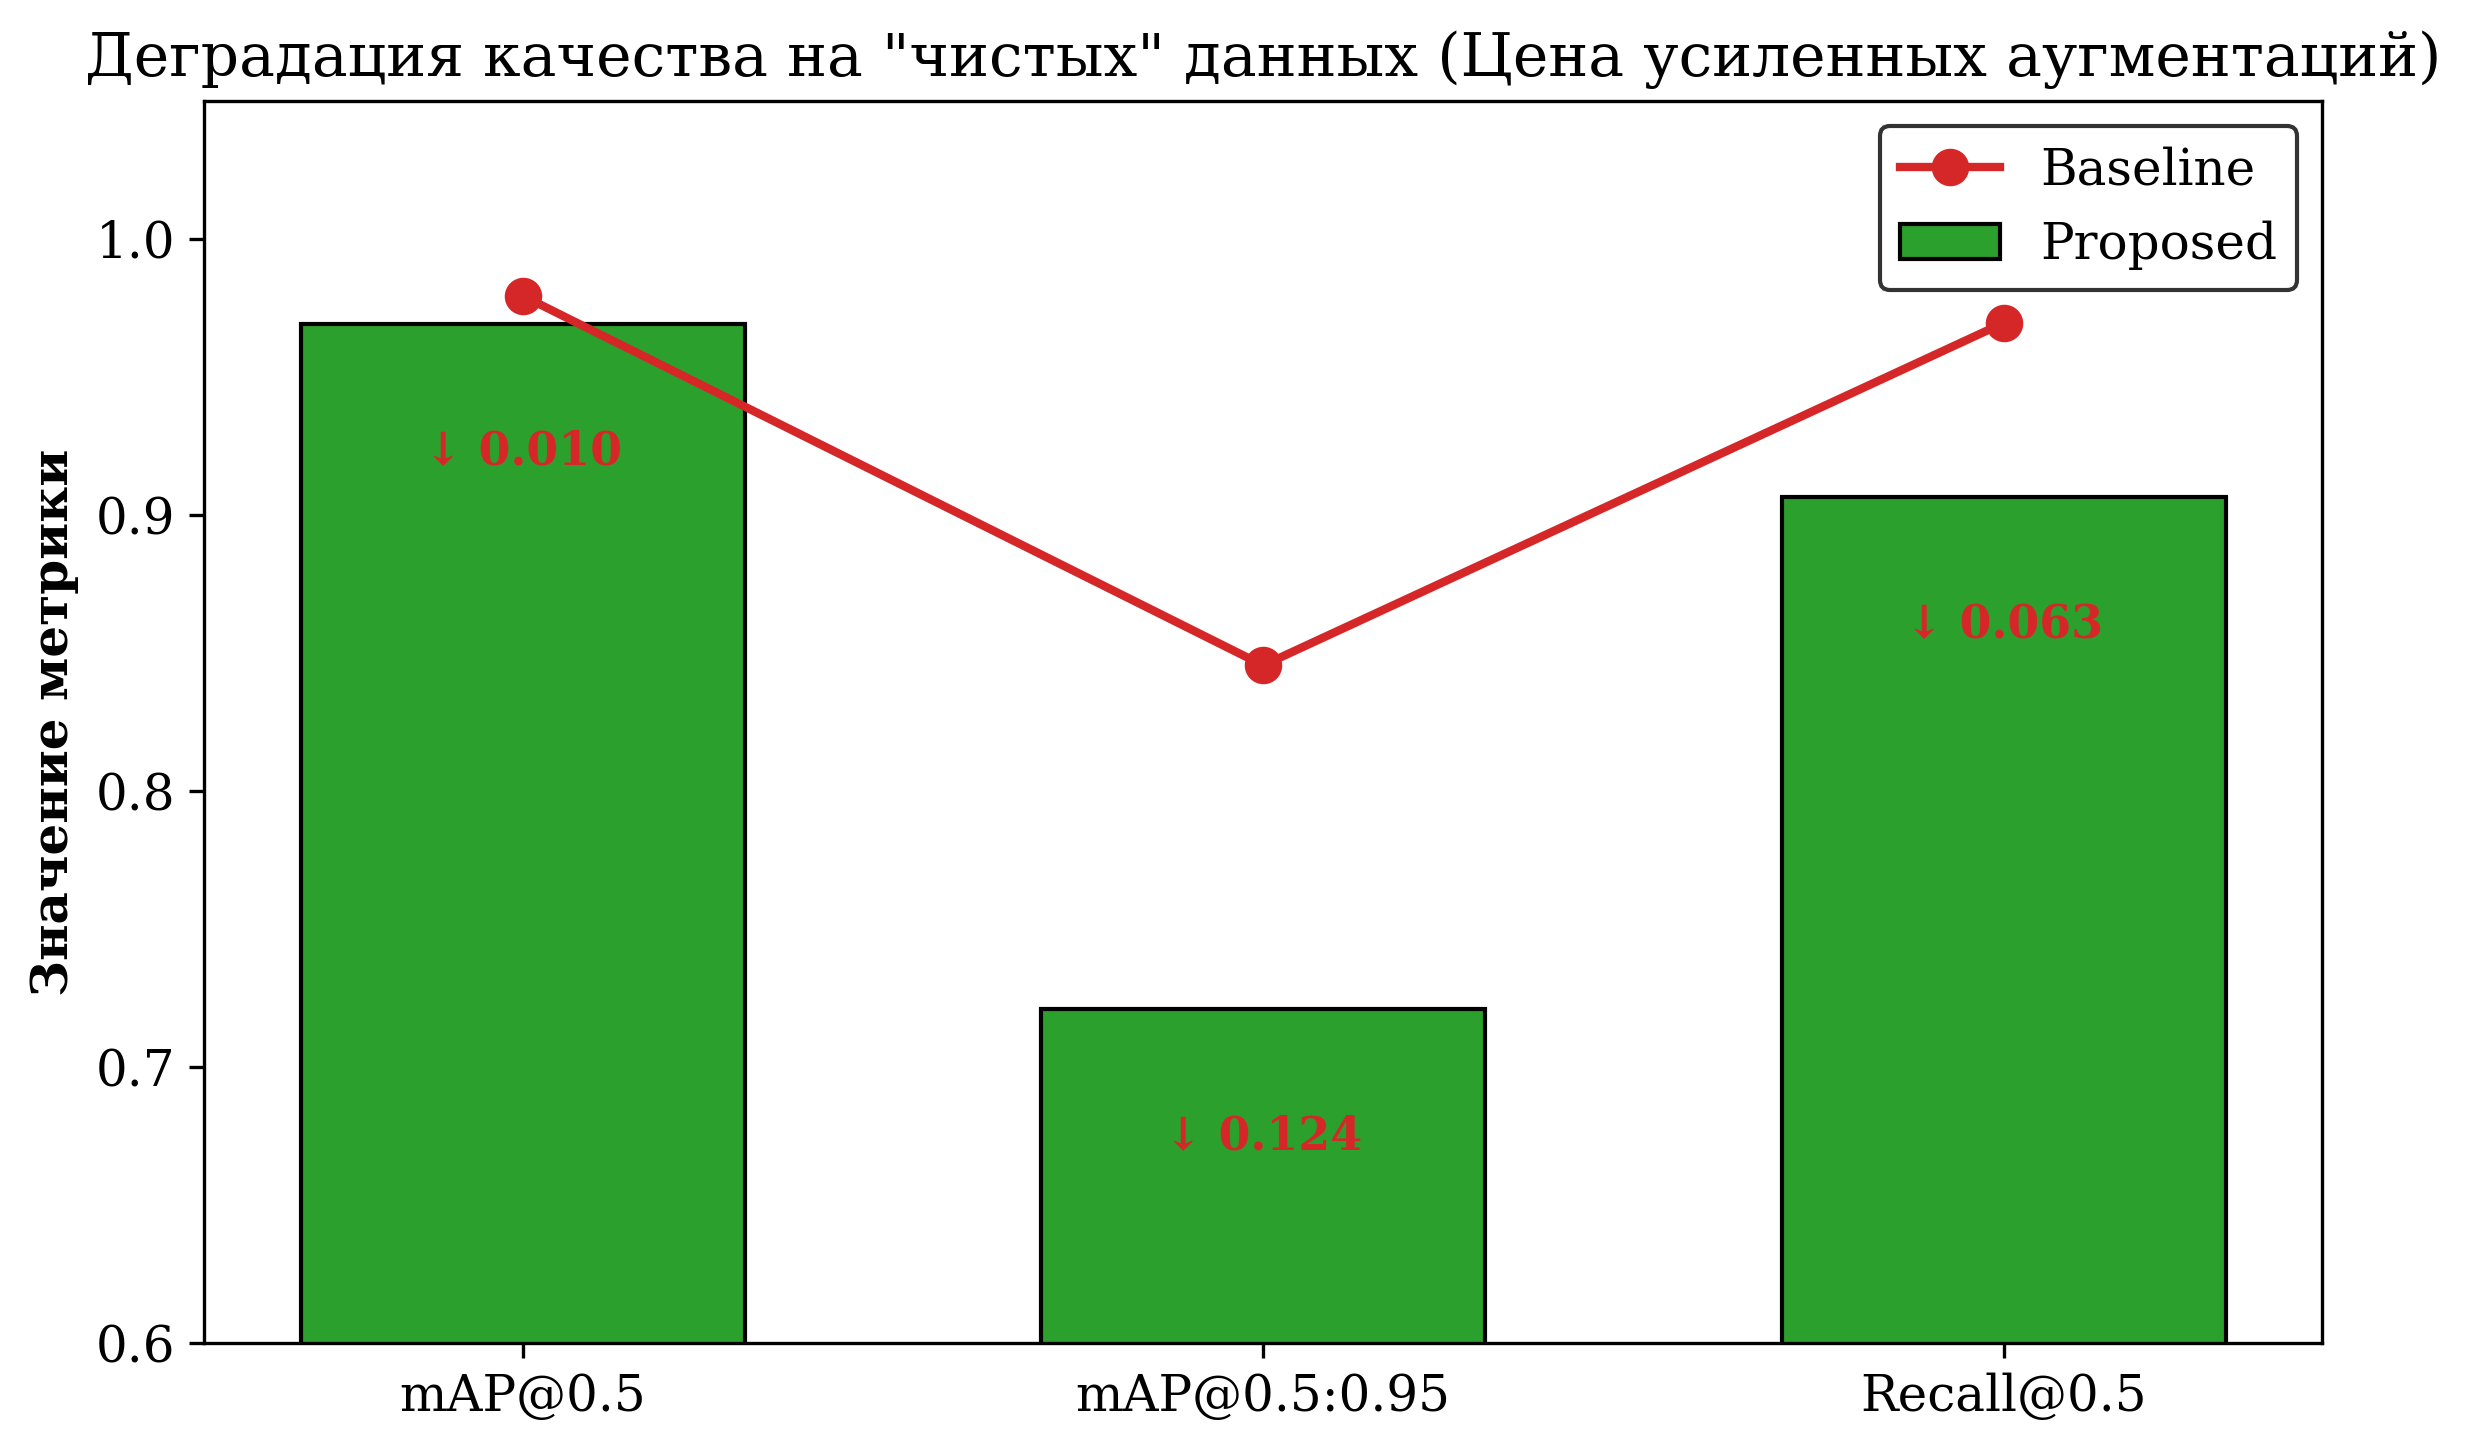 Деградация качества на "чистых" данных (Цена усиленных аугментаций)
Baseline
Proposed
Значение метрики
1.0
0.9
0.8
0.7
0.6
↓ 0.010
↓ 0.124
↓ 0.063
mAP@0.5
mAP@0.5:0.95
Recall@0.5